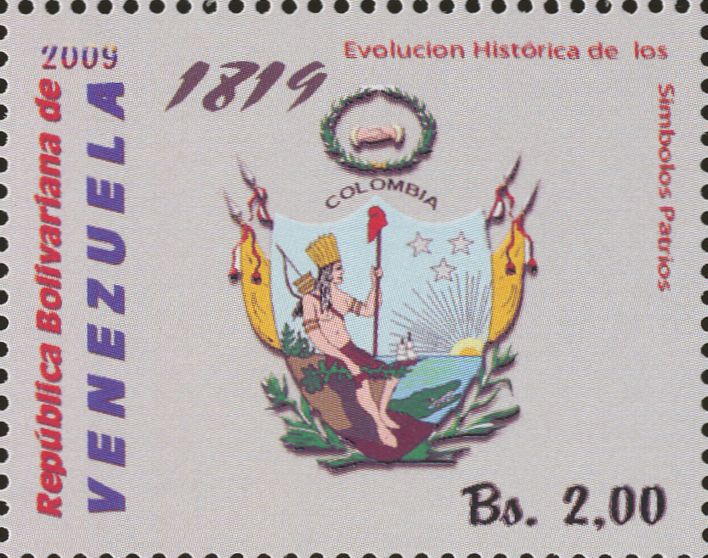 2009
República Bolivariana de
VENEZUELA
1819
Evolucion Histórica de los
Simbolos Patrios
COLOMBIA
Bs. 2,00